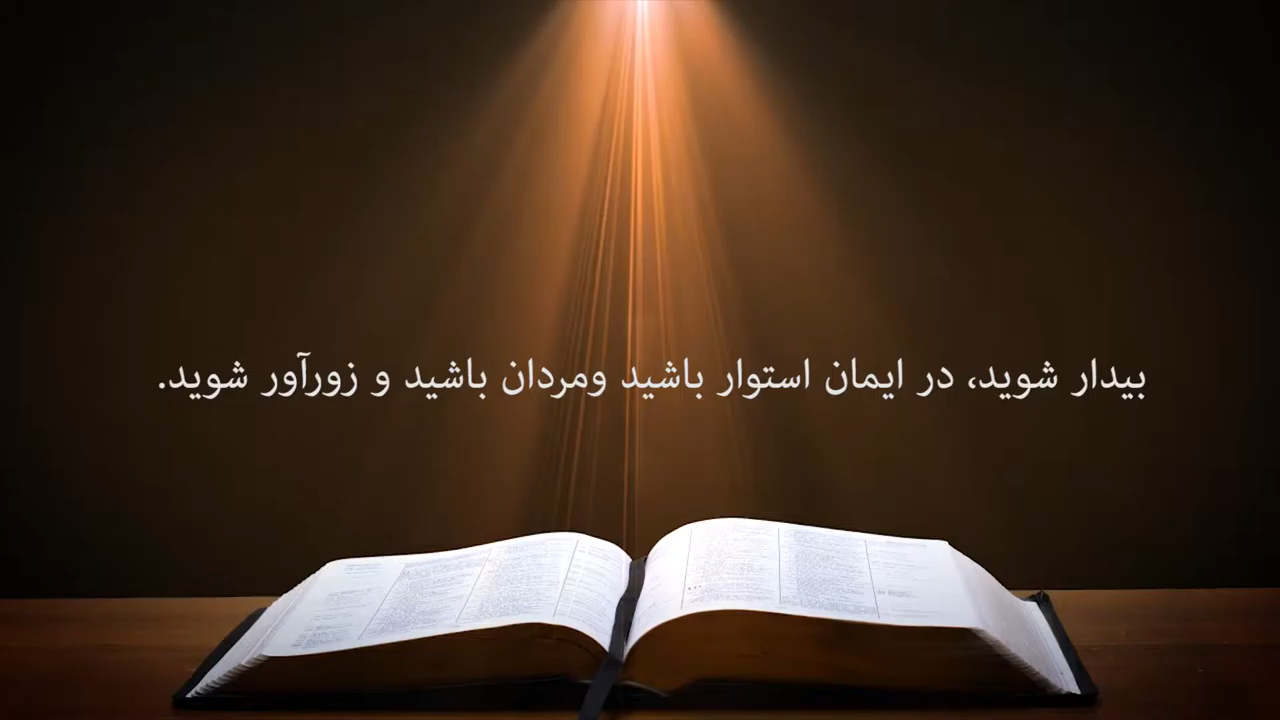 بیدار شوید، در ایمان استوار باشید ومردان باشید و زورآور شوید.